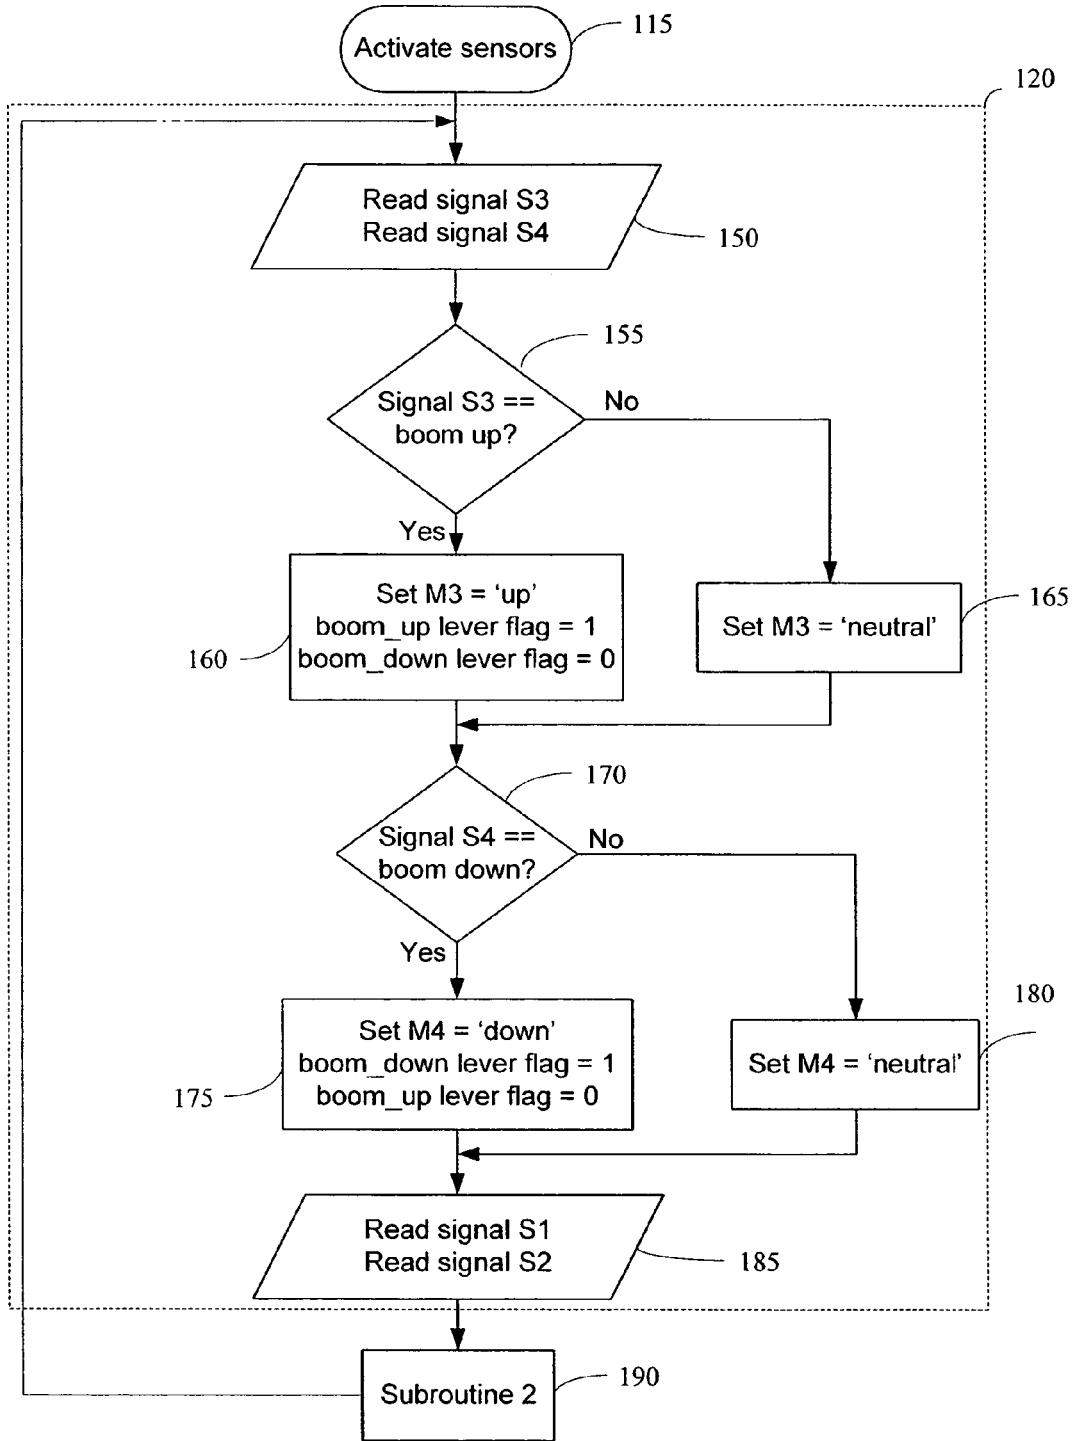 Activate sensors
115
120
Read signal S3
Read signal S4
150
155
Signal S3 ==
boom up?
No
Yes
Set M3 = ‘up’
boom_up lever flag = 1
boom_down lever flag = 0
160
Set M3 = ‘neutral’
165
170
Signal S4 ==
boom down?
No
Yes
Set M4 = ‘down’
boom_down lever flag = 1
boom_up lever flag = 0
175
Set M4 = ‘neutral’
180
Read signal S1
Read signal S2
185
Subroutine 2
190